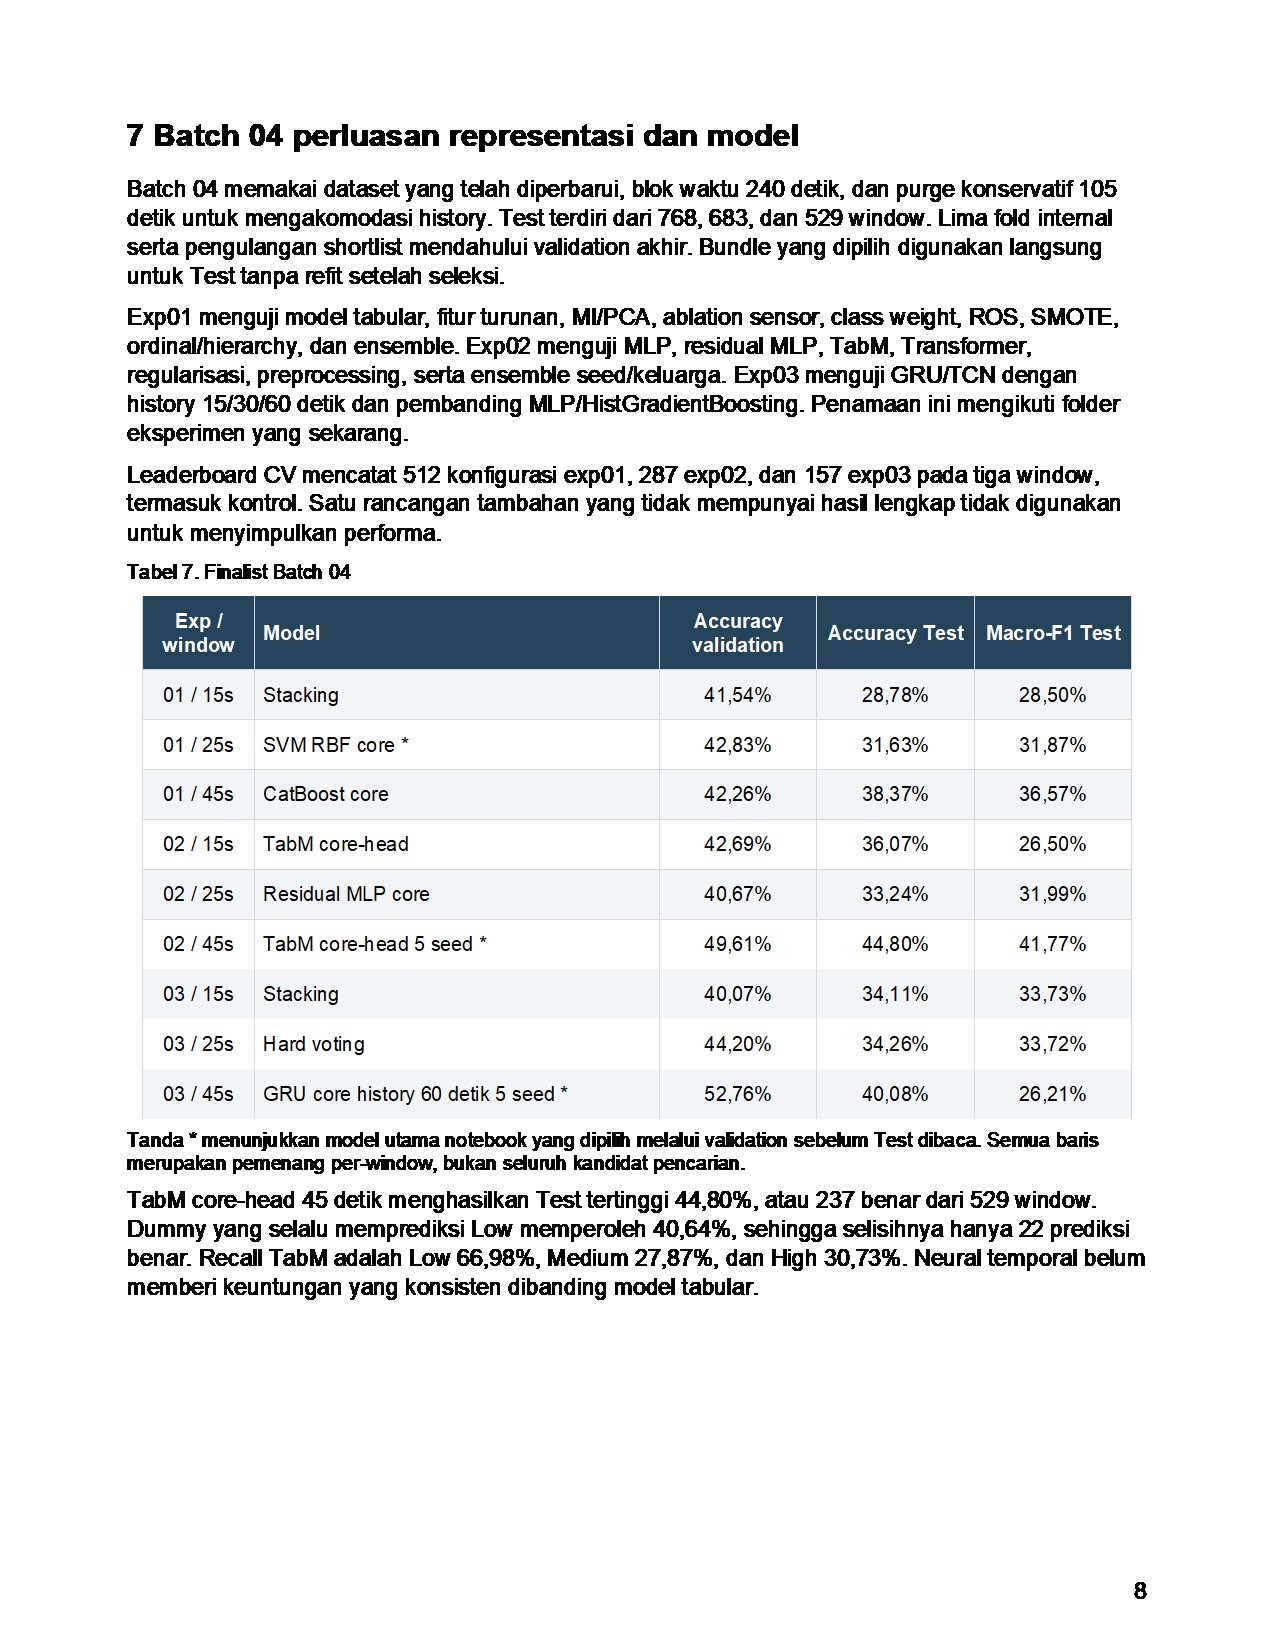 7 Batch 04 perluasan representasi dan model
Batch 04 memakai dataset yang telah diperbarui, blok waktu 240 detik, dan purge konservatif 105
detik untuk mengakomodasi history. Test terdiri dari 768, 683, dan 529 window. Lima fold internal
serta pengulangan shortlist mendahului validation akhir. Bundle yang dipilih digunakan langsung
untuk Test tanpa refit setelah seleksi.
Exp01 menguji model tabular, fitur turunan, MI/PCA, ablation sensor, class weight, ROS, SMOTE,
ordinal/hierarchy, dan ensemble. Exp02 menguji MLP, residual MLP, TabM, Transformer,
regularisasi, preprocessing, serta ensemble seed/keluarga. Exp03 menguji GRU/TCN dengan
history 15/30/60 detik dan pembanding MLP/HistGradientBoosting. Penamaan ini mengikuti folder
eksperimen yang sekarang.
Leaderboard CV mencatat 512 konfigurasi exp01, 287 exp02, dan 157 exp03 pada tiga window,
termasuk kontrol. Satu rancangan tambahan yang tidak mempunyai hasil lengkap tidak digunakan
untuk menyimpulkan performa.
Tabel 7. Finalist Batch 04
Exp / window Model Accuracy validation Accuracy Test Macro-F1 Test
01 / 15s Stacking 41,54% 28,78% 28,50%
01 / 25s SVM RBF core * 42,83% 31,63% 31,87%
01 / 45s CatBoost core 42,26% 38,37% 36,57%
02 / 15s TabM core-head 42,69% 36,07% 26,50%
02 / 25s Residual MLP core 40,67% 33,24% 31,99%
02 / 45s TabM core-head 5 seed * 49,61% 44,80% 41,77%
03 / 15s Stacking 40,07% 34,11% 33,73%
03 / 25s Hard voting 44,20% 34,26% 33,72%
03 / 45s GRU core history 60 detik 5 seed * 52,76% 40,08% 26,21%
Tanda * menunjukkan model utama notebook yang dipilih melalui validation sebelum Test dibaca. Semua baris
merupakan pemenang per-window, bukan seluruh kandidat pencarian.
TabM core-head 45 detik menghasilkan Test tertinggi 44,80%, atau 237 benar dari 529 window.
Dummy yang selalu memprediksi Low memperoleh 40,64%, sehingga selisihnya hanya 22 prediksi
benar. Recall TabM adalah Low 66,98%, Medium 27,87%, dan High 30,73%. Neural temporal belum
memberi keuntungan yang konsisten dibanding model tabular.
8